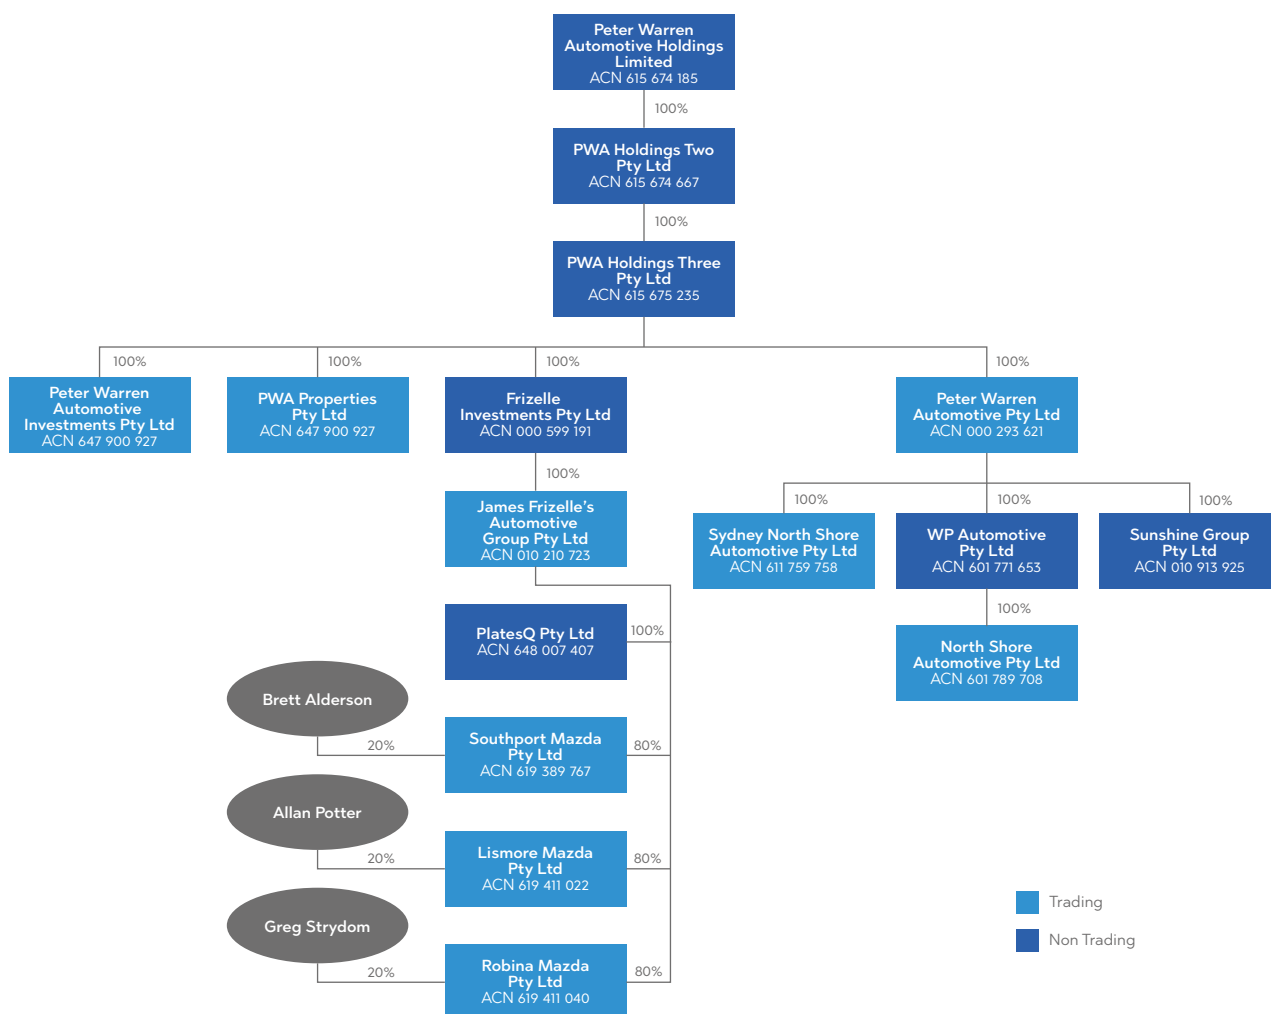 Peter Warren
Automotive Holdings
Limited
ACN 615 674 185
100%
PWA Holdings Two
Pty Ltd
ACN 615 674 667
100%
PWA Holdings Three
Pty Ltd
ACN 615 675 235
100%
100%
100%
100%
Peter Warren
Automotive
Investments Pty Ltd
ACN 647 900 927
PWA Properties
Pty Ltd
ACN 647 900 927
Frizelle
Investments Pty Ltd
ACN 000 599 191
Peter Warren
Automotive Pty Ltd
ACN 000 293 621
100%
James Frizelle’s
Automotive
Group Pty Ltd
ACN 010 210 723
100%
100%
100%
Sydney North Shore
Automotive Pty Ltd
ACN 611 759 758
WP Automotive
Pty Ltd
ACN 601 771 653
Sunshine Group
Pty Ltd
ACN 010 913 925
100%
North Shore
Automotive Pty Ltd
ACN 601 789 708
PlatesQ Pty Ltd
ACN 648 007 407
100%
Brett Alderson
20%
Southport Mazda
Pty Ltd
ACN 619 389 767
80%
Allan Potter
20%
Lismore Mazda
Pty Ltd
ACN 619 411 022
80%
Greg Strydom
20%
Robina Mazda
Pty Ltd
ACN 619 411 040
80%
Trading
Non Trading